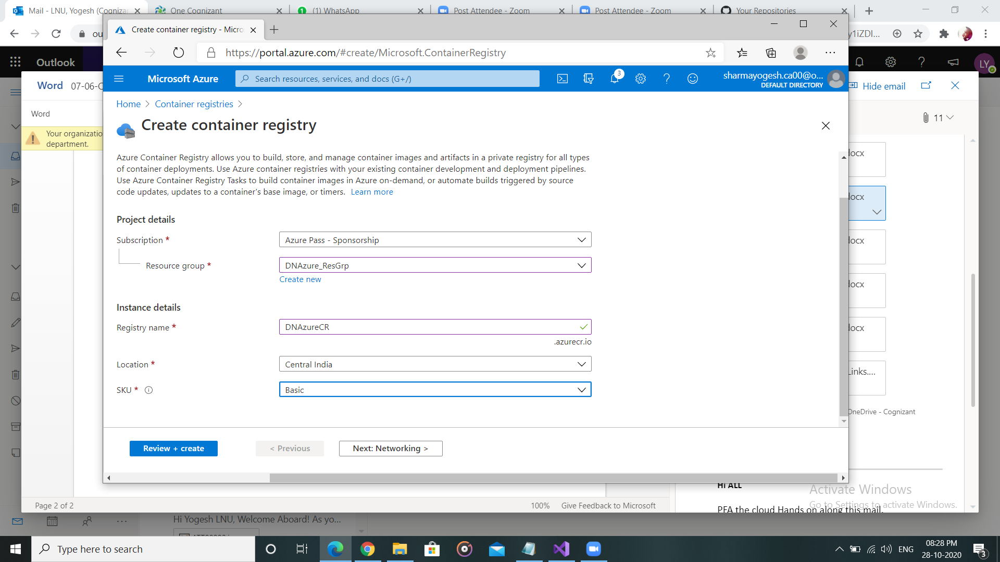 Mail - LNU, Yogesh (Cognizan
One Cognizant
(1) WhatsApp
Post Attendee - Zoom
Post Attendee - Zoom
Your Repositories
Create container registry - Micro
ou
https://portal.azure.com/#create/Microsoft.ContainerRegistry
y1iZDI...
Outlook
LY
Microsoft Azure
Search resources, services, and docs (G+/)
3
sharmayogesh.ca00@o...
DEFAULT DIRECTORY
Word
07-06-C
Hide email
Home > Container registries >
Word
11
Create container registry
Your organizatio
department.
Azure Container Registry allows you to build, store, and manage container images and artifacts in a private registry for all types
of container deployments. Use Azure container registries with your existing container development and deployment pipelines.
Use Azure Container Registry Tasks to build container images in Azure on-demand, or automate builds triggered by source
code updates, updates to a container's base image, or timers. Learn more
Project details
Subscription *
Azure Pass - Sponsorship
Resource group *
DNAzure_ResGrp
Create new
Instance details
Registry name *
DNAzureCR
.azurecr.io
Location *
Central India
SKU *
Basic
docx
docx
docx
docx
docx
Links....
OneDrive - Cognizant
Review + create
< Previous
Next: Networking >
Hi ALL
PFA the cloud Hands on along this mail.
Activate Windows
Go to Settings to activate Windows.
Page 2 of 2
100%
Give Feedback to Microsoft
Hi Yogesh LNU, Welcome Aboard! As yo...
Type here to search
ENG
08:28 PM
28-10-2020
3